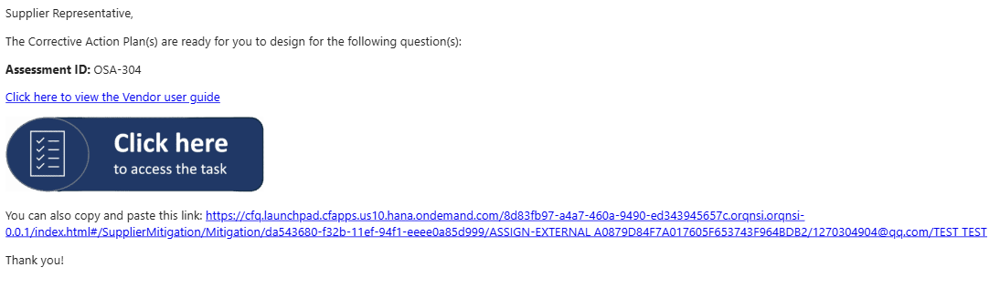 Supplier Representative,
The Corrective Action Plan(s) are ready for you to design for the following question(s):
Assessment ID: OSA-304
Click here to view the Vendor user guide
Click here
to access the task
You can also copy and paste this link: https://cfq.launchpad.cfapps.us10.hana.ondemand.com/8d83fb97-a4a7-460a-9490-ed343945657c.orqnsi.orqnsi-
0.0.1/index.html#/SupplierMitigation/Mitigation/da543680-f32b-11ef-94f1-eeee0a85d999/ASSIGN-EXTERNAL A0879D84F7A017605F653743F964BDB2/1270304904@qq.com/TEST TEST
Thank you!